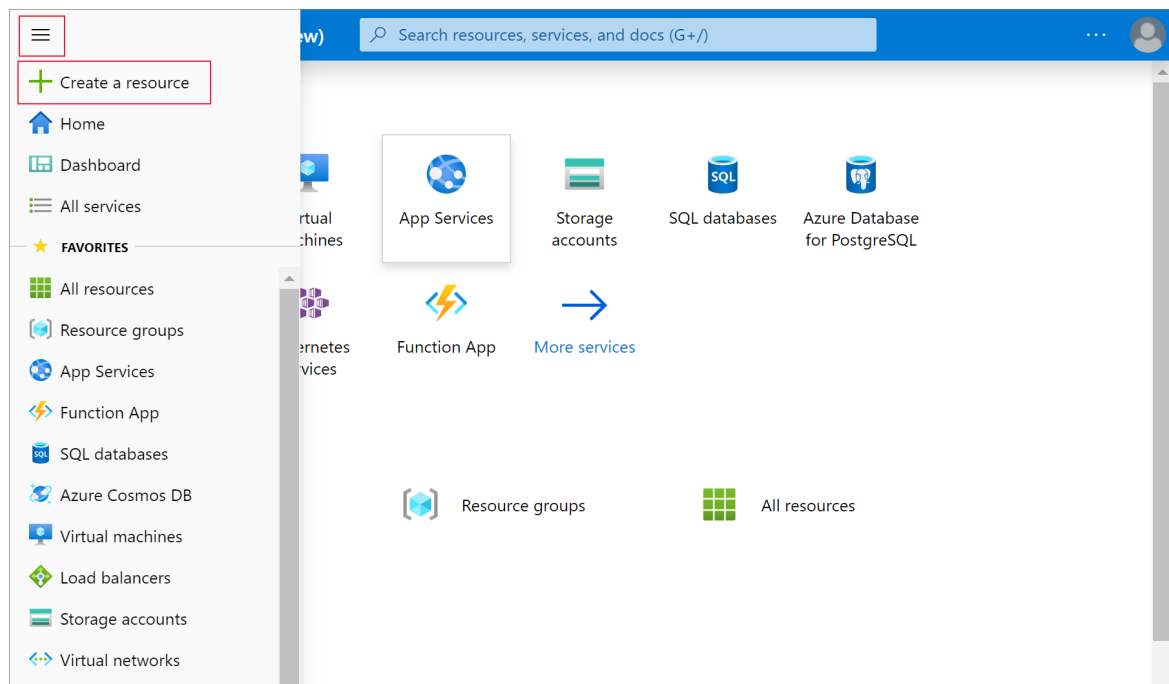 ew)
Search resources, services, and docs (G+/)
...
Create a resource
Home
Dashboard
All services
FAVORITES
All resources
Resource groups
App Services
Function App
SQL databases
Azure Cosmos DB
Virtual machines
Load balancers
Storage accounts
Virtual networks
rtual
chines
App Services
Storage
accounts
SQL
SQL databases
Azure Database
for PostgreSQL
ernetes
vices
Function App
More services
Resource groups
All resources